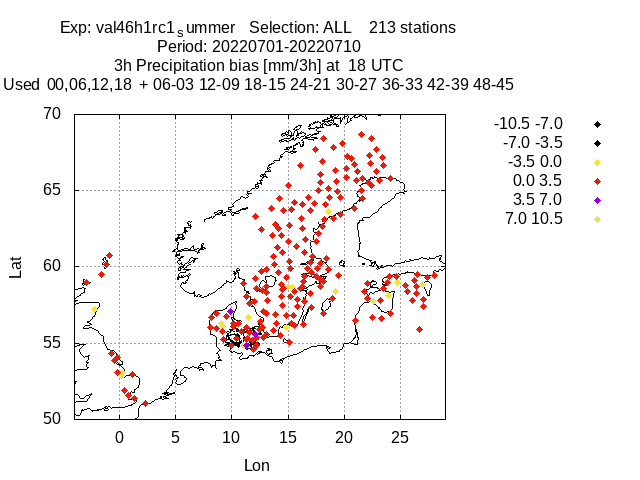 Exp: val46h1rc1summer Selection: ALL 213 stations
Period: 20220701-20220710
3h Precipitation bias [mm/3h] at 18 UTC
Used 00,06,12,18 + 06-03 12-09 18-15 24-21 30-27 36-33 42-39 48-45
-10.5 -7.0
-7.0 -3.5
-3.5 0.0
0.0 3.5
3.5 7.0
7.0 10.5
70
65
60
55
50
Lat
0 5 10 15 20 25
Lon